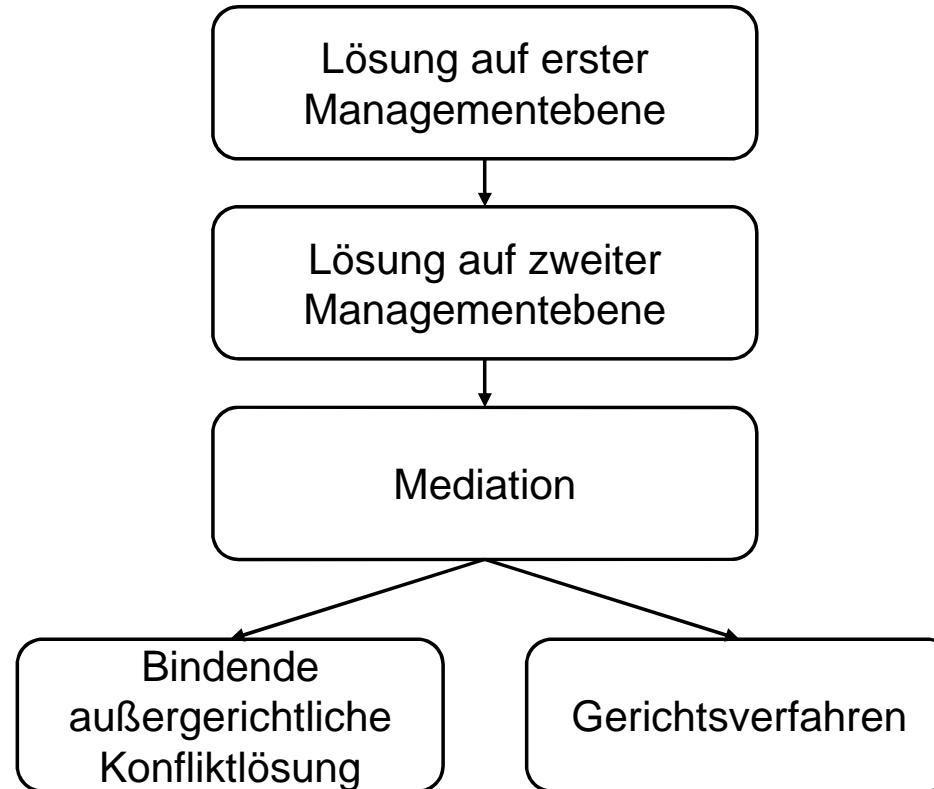 Lösung auf erster
Managementebene
Lösung auf zweiter
Managementebene
Mediation
Bindende
außergerichtliche
Konfliktlösung
Gerichtsverfahren